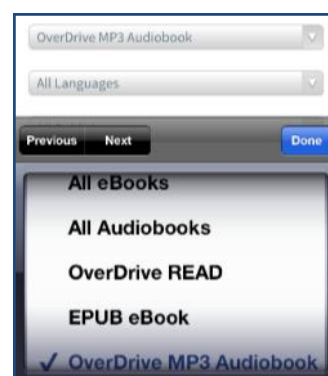 OverDrive MP3 Audiobook
All Languages
Previous Next Done
All eBooks
All Audiobooks
OverDrive READ
EPUB eBook
✓ OverDrive MP3 Audiobook